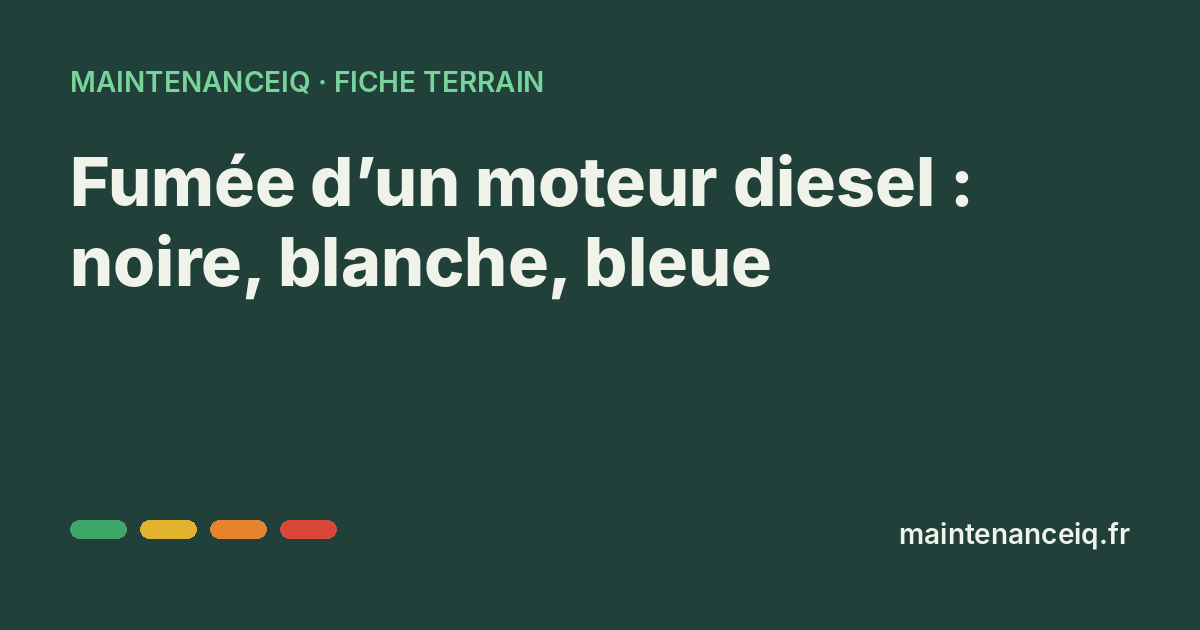 MAINTENANCEIQ · FICHE TERRAIN
Fumée d’un moteur diesel :
noire, blanche, bleue
maintenanceiq.fr